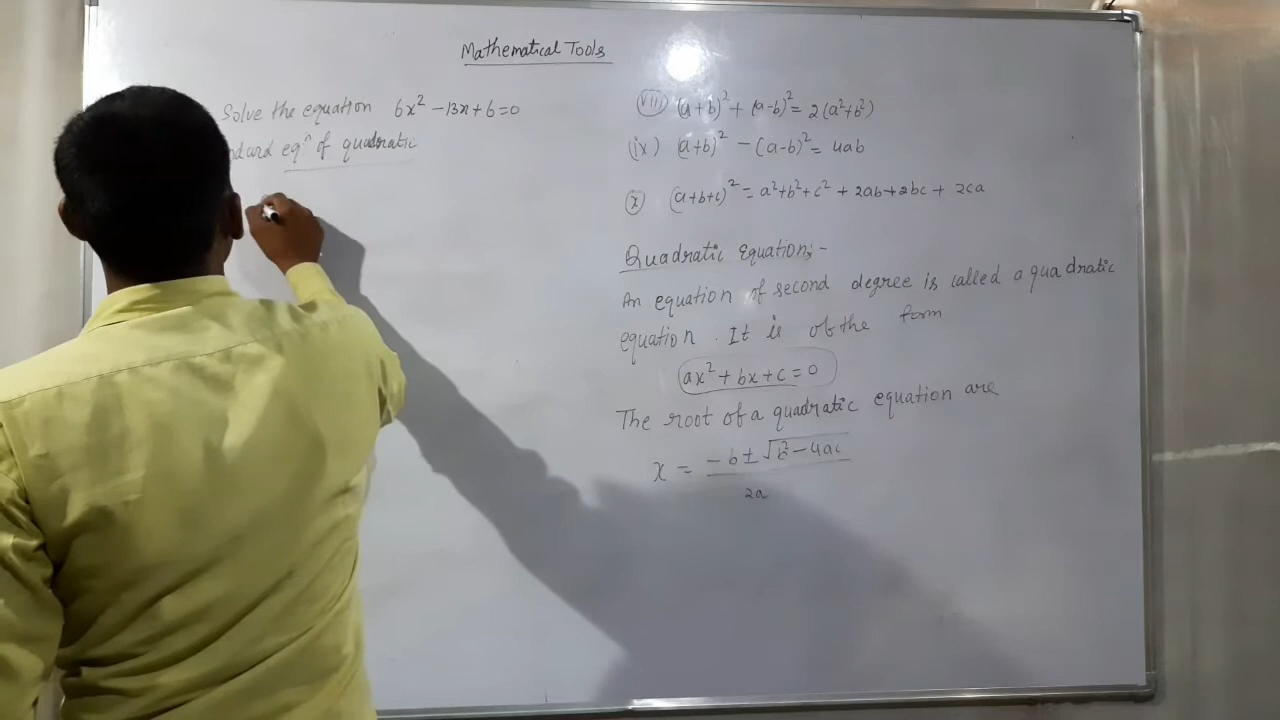 Mathematical Tools
Solve the equation 6x² - 13x + 6 = 0
eqⁿ of quadratic
(viii) (a+b)² + (a-b)² = 2(a²+b²)
(ix) (a+b)² - (a-b)² = 4ab
(x) (a+b+c)² = a²+b²+c² + 2ab+2bc + 2ca
Quadratic Equation;-
An equation of second degree is called a quadratic
equation. It is of the form
ax² + bx + c = 0
The root of a quadratic equation are
x = -b ± √b² - 4ac / 2a